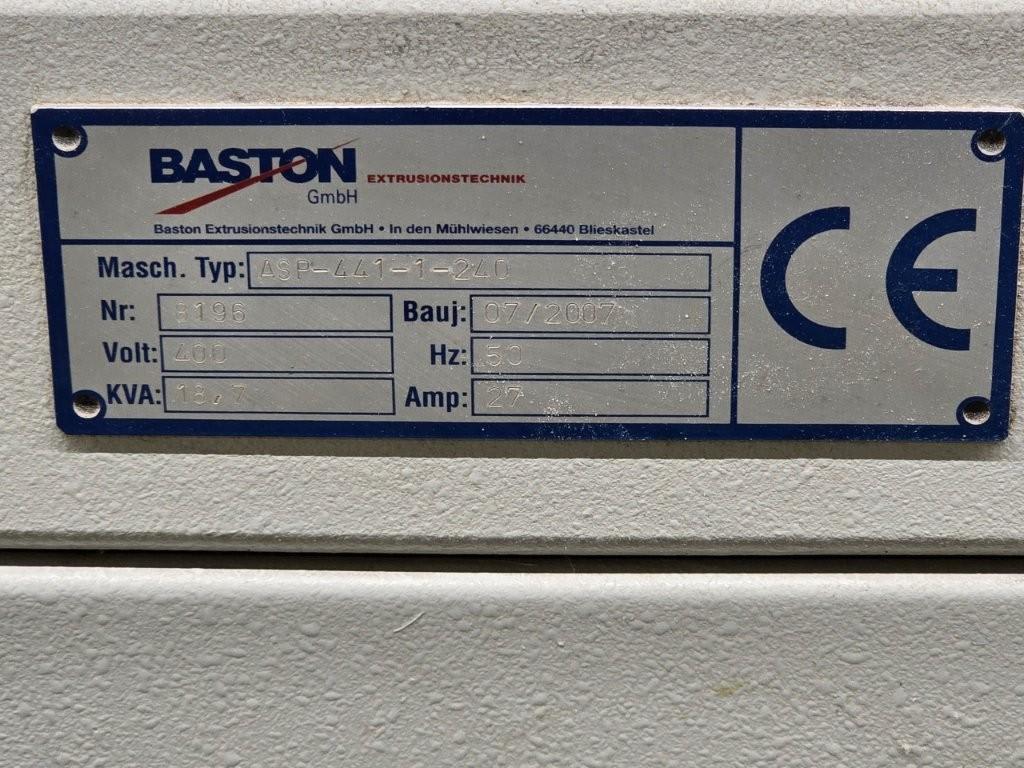 BASTON
GmbH
EXTRUSIONSTECHNIK
Baston Extrusionstechnik GmbH • In den Mühlwiesen • 66440 Blieskastel
Masch. Typ: ASP-441-1-240
Nr: 8196 Bauj: 07/2007
Volt: 400 Hz: 50
KVA: 18,7 Amp: 27
CE